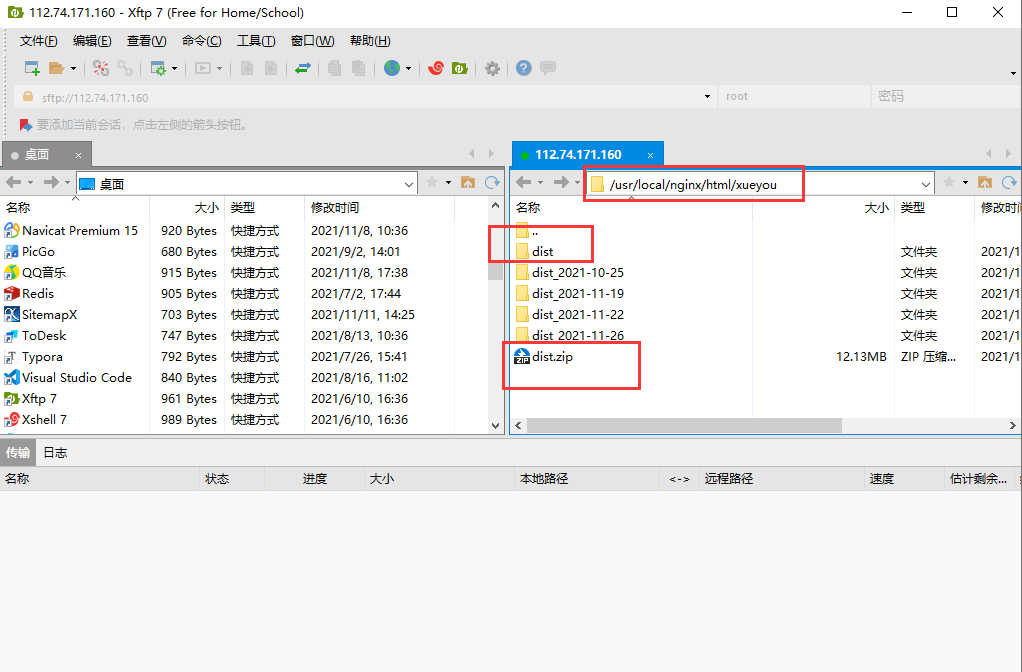 112.74.171.160 - Xftp 7 (Free for Home/School)
文件(F) 编辑(E) 查看(V) 命令(C) 工具(T) 窗口(W) 帮助(H)
sftp://112.74.171.160 root 密码
要添加当前会话，点击左侧的箭头按钮。
桌面 × 112.74.171.160 ×
桌面 /usr/local/nginx/html/xueyou
名称 大小 类型 修改时间 名称 大小 类型 修改时间
Navicat Premium 15 920 Bytes 快捷方式 2021/11/8, 10:36 ..
PicGo 680 Bytes 快捷方式 2021/9/2, 14:01 dist 文件夹 2021/1
QQ音乐 915 Bytes 快捷方式 2021/11/8, 17:38 dist_2021-10-25 文件夹 2021/1
Redis 905 Bytes 快捷方式 2021/7/2, 17:44 dist_2021-11-19 文件夹 2021/1
SitemapX 703 Bytes 快捷方式 2021/11/11, 14:25 dist_2021-11-22 文件夹 2021/1
ToDesk 747 Bytes 快捷方式 2021/8/13, 10:36 dist_2021-11-26 文件夹 2021/1
Typora 792 Bytes 快捷方式 2021/7/26, 15:41 dist.zip 12.13MB ZIP 压缩... 2021/1
Visual Studio Code 840 Bytes 快捷方式 2021/8/16, 11:02
Xftp 7 961 Bytes 快捷方式 2021/6/10, 16:36
Xshell 7 989 Bytes 快捷方式 2021/6/10, 16:36
传输 日志
名称 状态 进度 大小 本地路径 <-> 远程路径 速度 估计剩余...